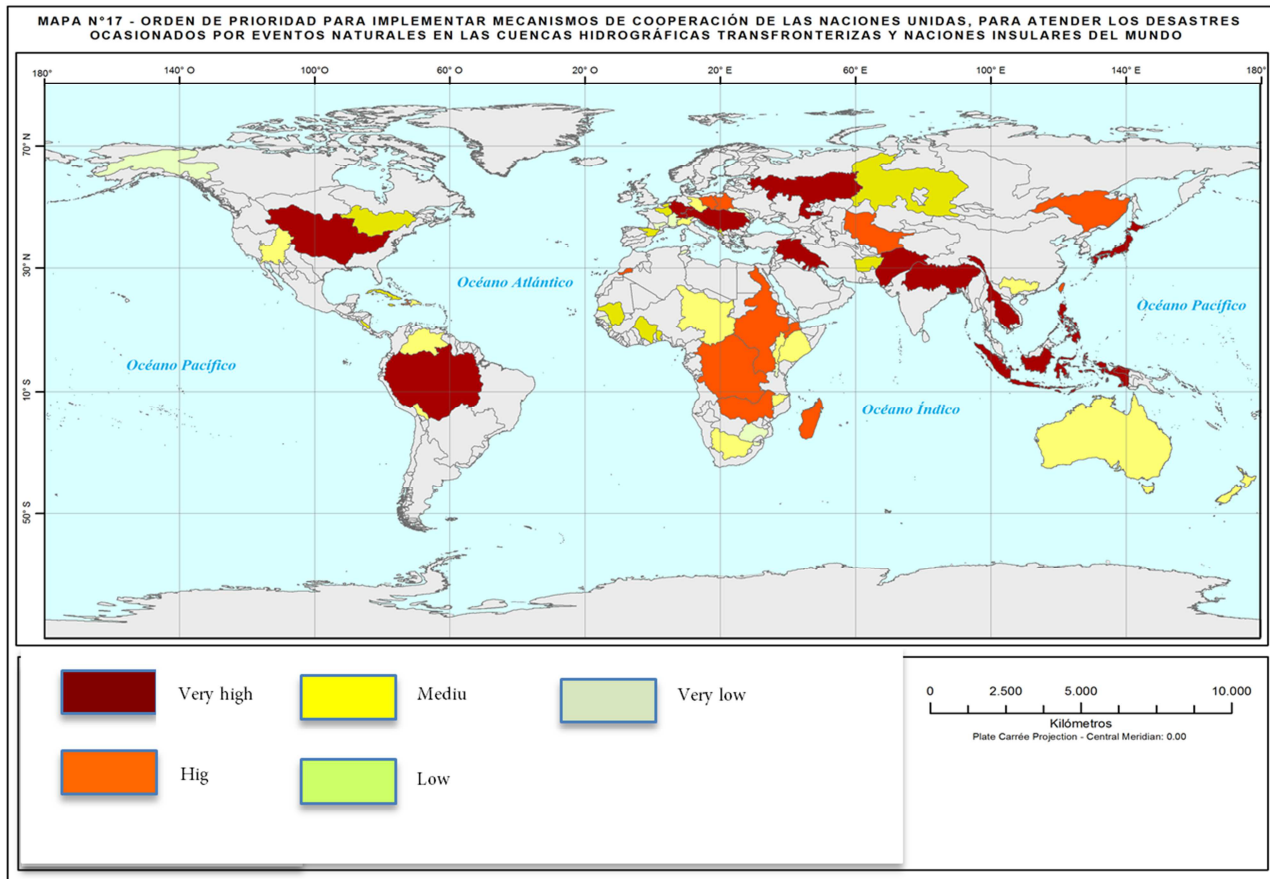 MAPA N°17 - ORDEN DE PRIORIDAD PARA IMPLEMENTAR MECANISMOS DE COOPERACIÓN DE LAS NACIONES UNIDAS, PARA ATENDER LOS DESASTRES
OCASIONADOS POR EVENTOS NATURALES EN LAS CUENCAS HIDROGRÁFICAS TRANSFRONTERIZAS Y NACIONES INSULARES DEL MUNDO
180° 140° O 100°O 60° O 20° O 20° E 60° E 100° E 140° E 180°
70° N
30° N
Océano Atlántico
Océano Pacífico
Océano Pacífico
10° S
Océano Índico
50° S
Very high
Mediu
Very low
Hig
Low
0 2.500 5.000 10.000
Kilómetros
Plate Carrée Projection - Central Meridian: 0.00